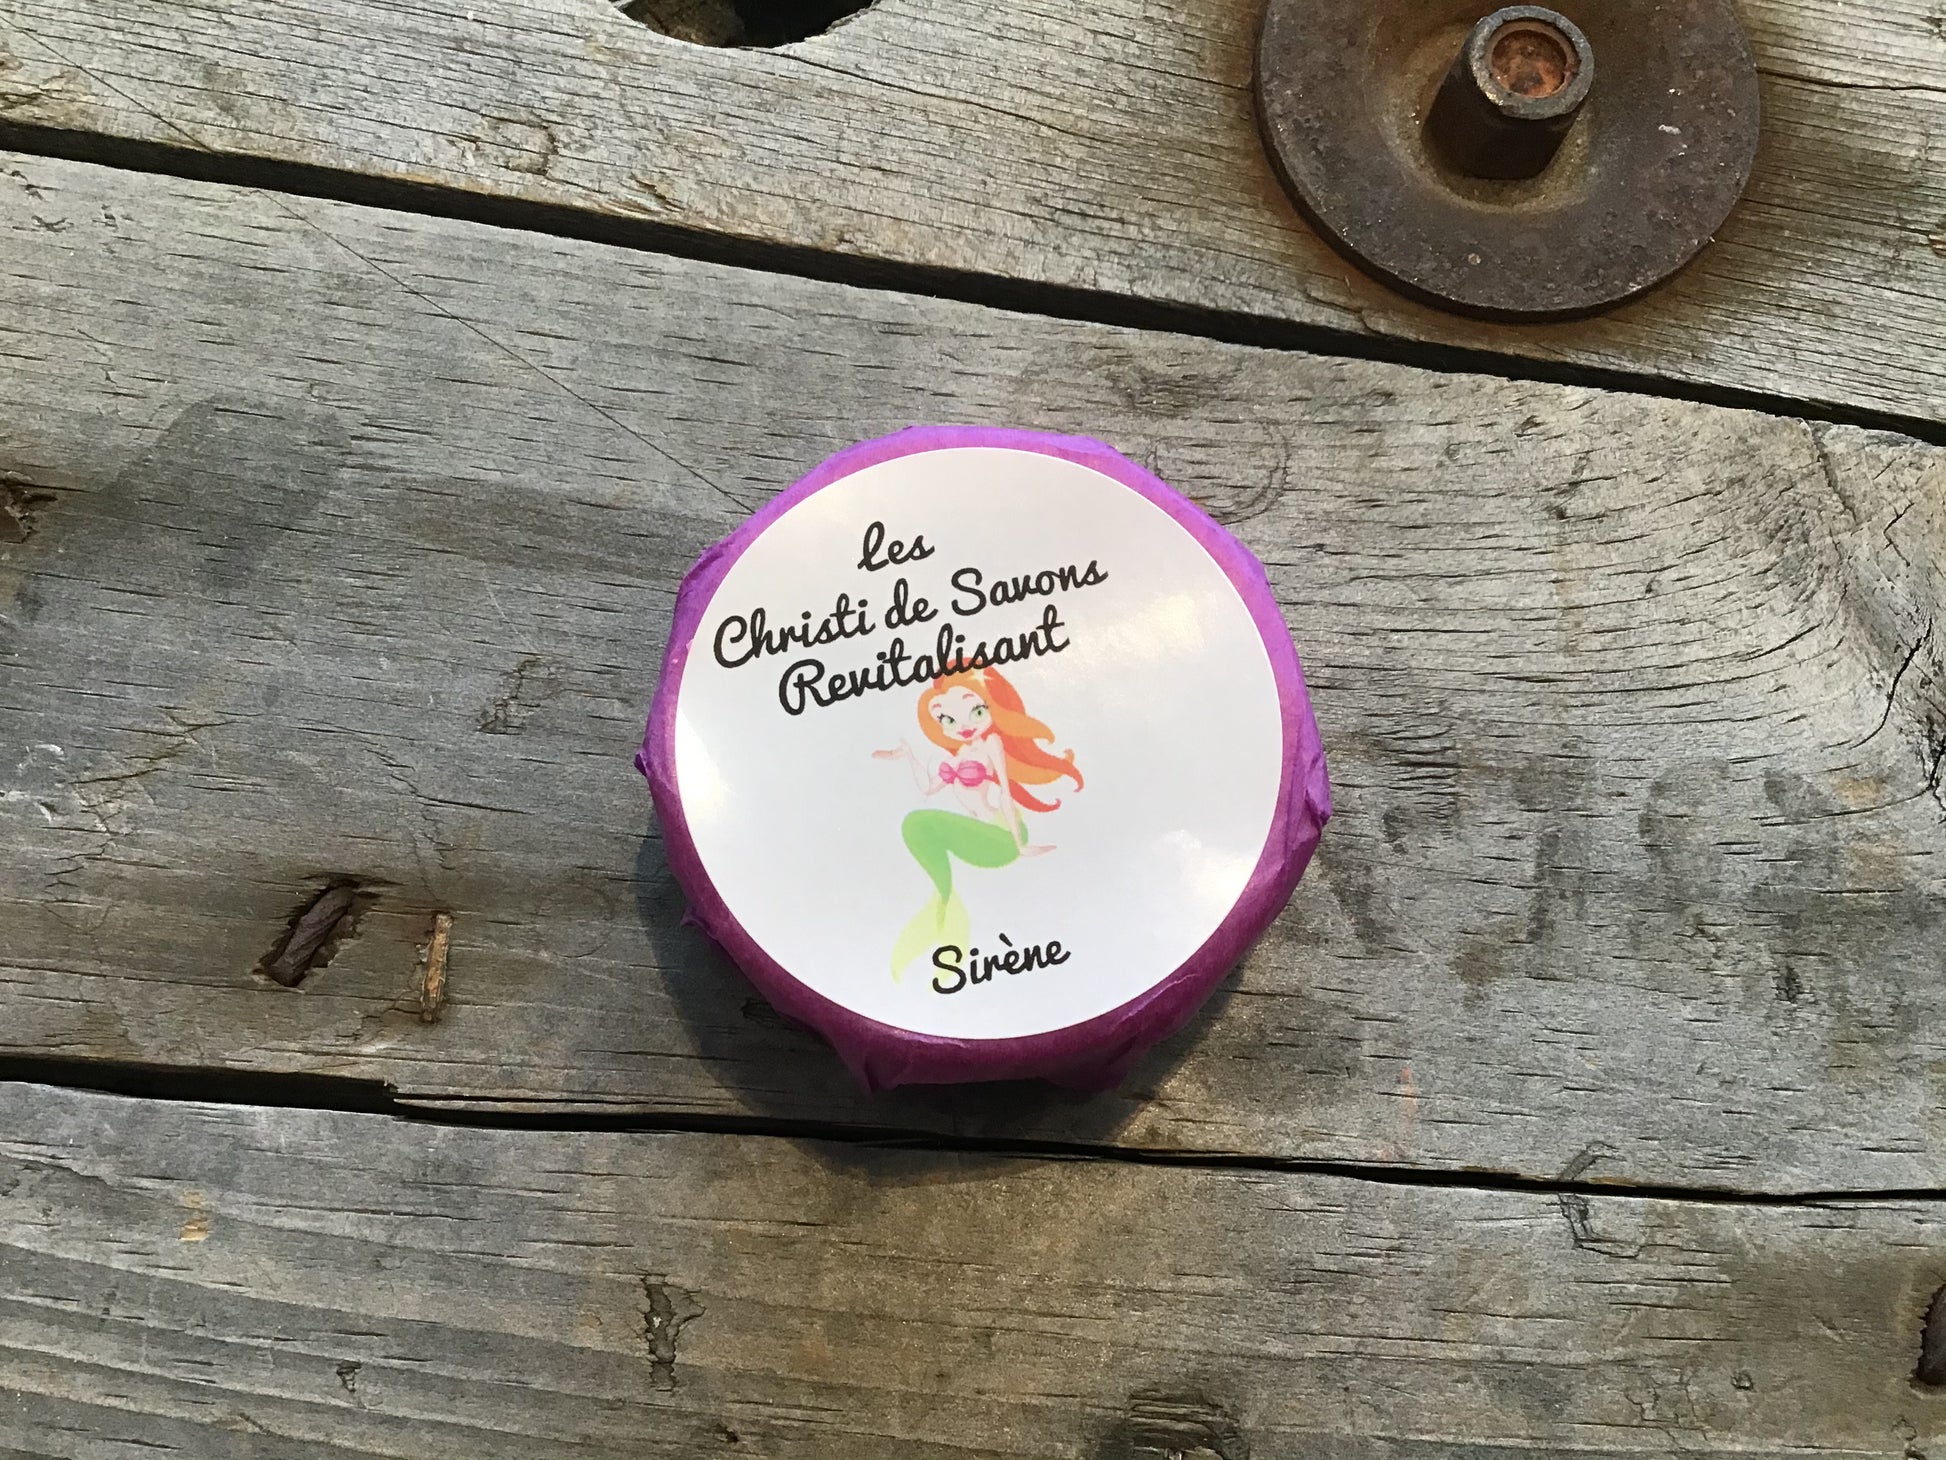 Les
Christi de Savons
Revitalisant
Sirène